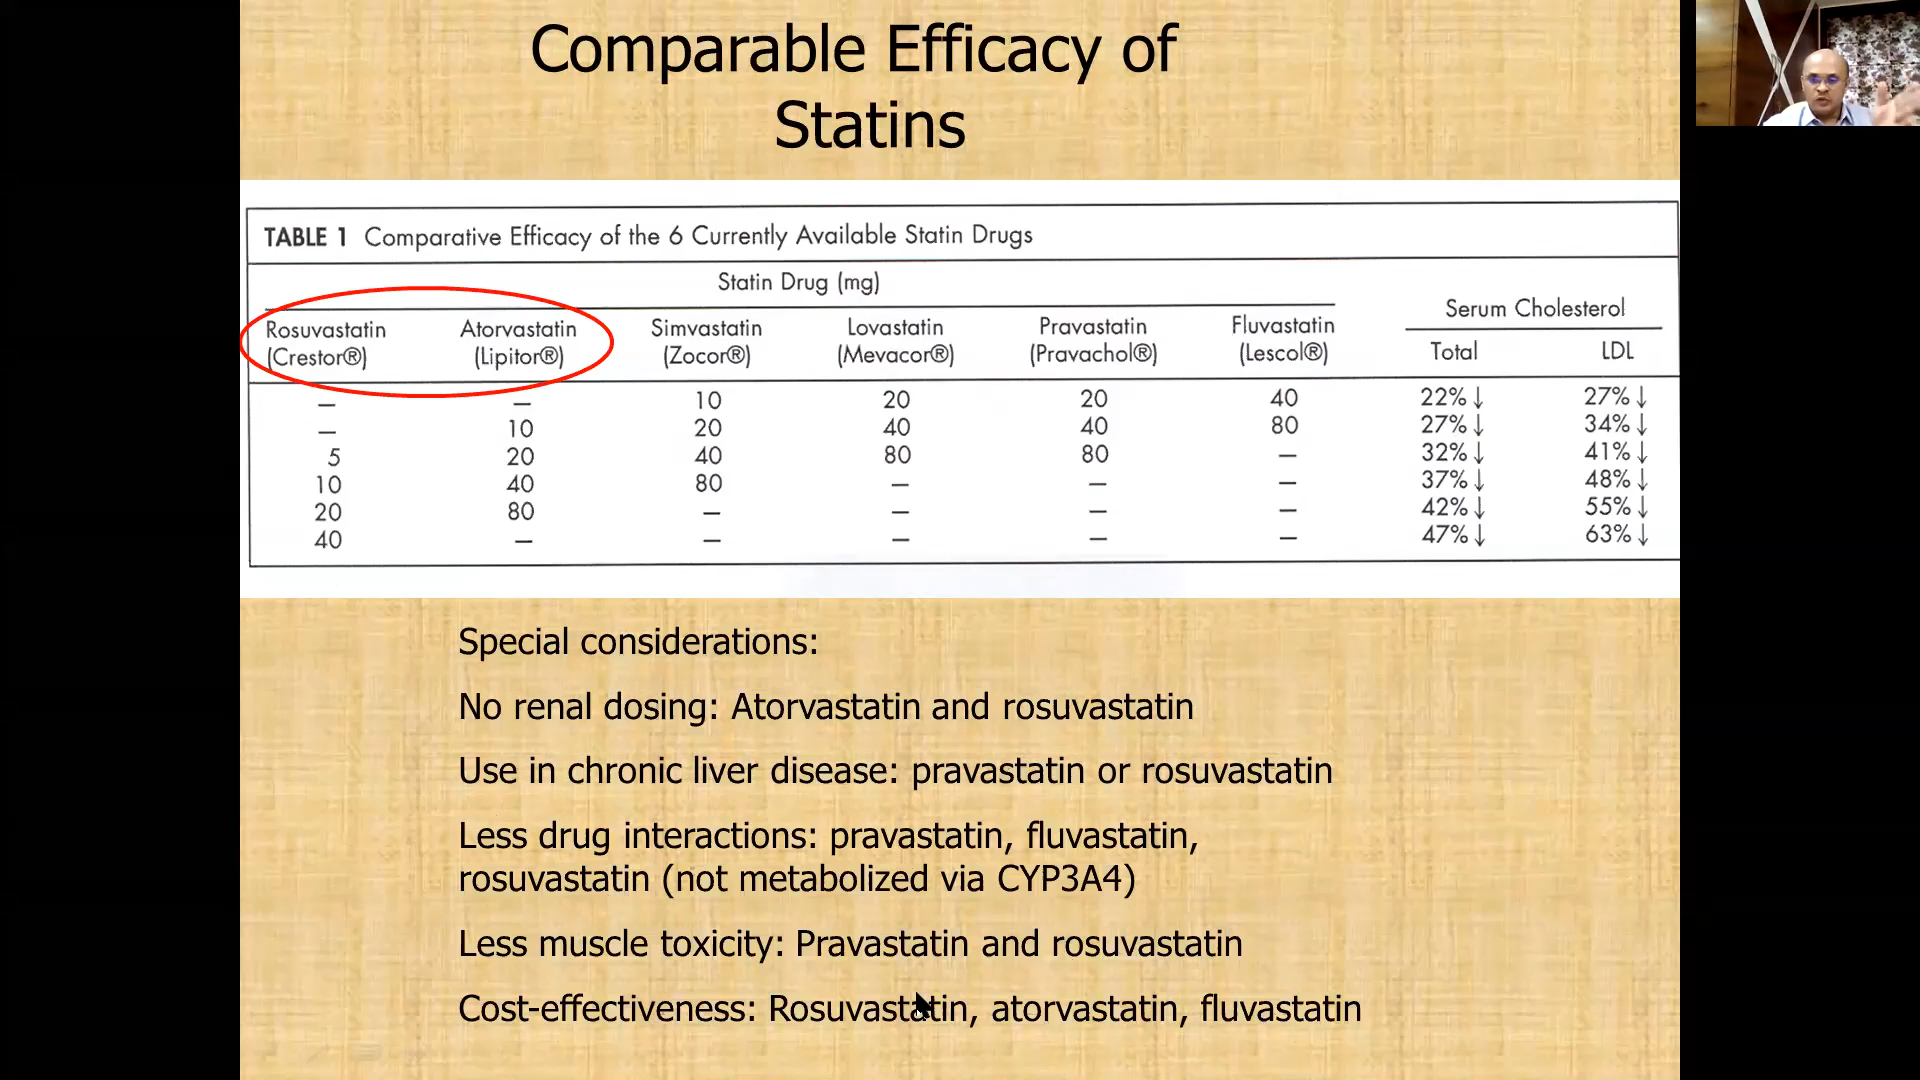 Comparable Efficacy of
Statins
TABLE 1 Comparative Efficacy of the 6 Currently Available Statin Drugs
Statin Drug (mg)
Serum Cholesterol
Rosuvastatin Atorvastatin Simvastatin Lovastatin Pravastatin Fluvastatin
(Crestor®) (Lipitor®) (Zocor®) (Mevacor®) (Pravachol®) (Lescol®) Total LDL
— — 10 20 20 40 22%↓ 27%↓
— 10 20 40 40 80 27%↓ 34%↓
5 20 40 80 80 — 32%↓ 41%↓
10 40 80 — — — 37%↓ 48%↓
20 80 — — — — 42%↓ 55%↓
40 — — — — — 47%↓ 63%↓
Special considerations:
No renal dosing: Atorvastatin and rosuvastatin
Use in chronic liver disease: pravastatin or rosuvastatin
Less drug interactions: pravastatin, fluvastatin,
rosuvastatin (not metabolized via CYP3A4)
Less muscle toxicity: Pravastatin and rosuvastatin
Cost-effectiveness: Rosuvastatin, atorvastatin, fluvastatin